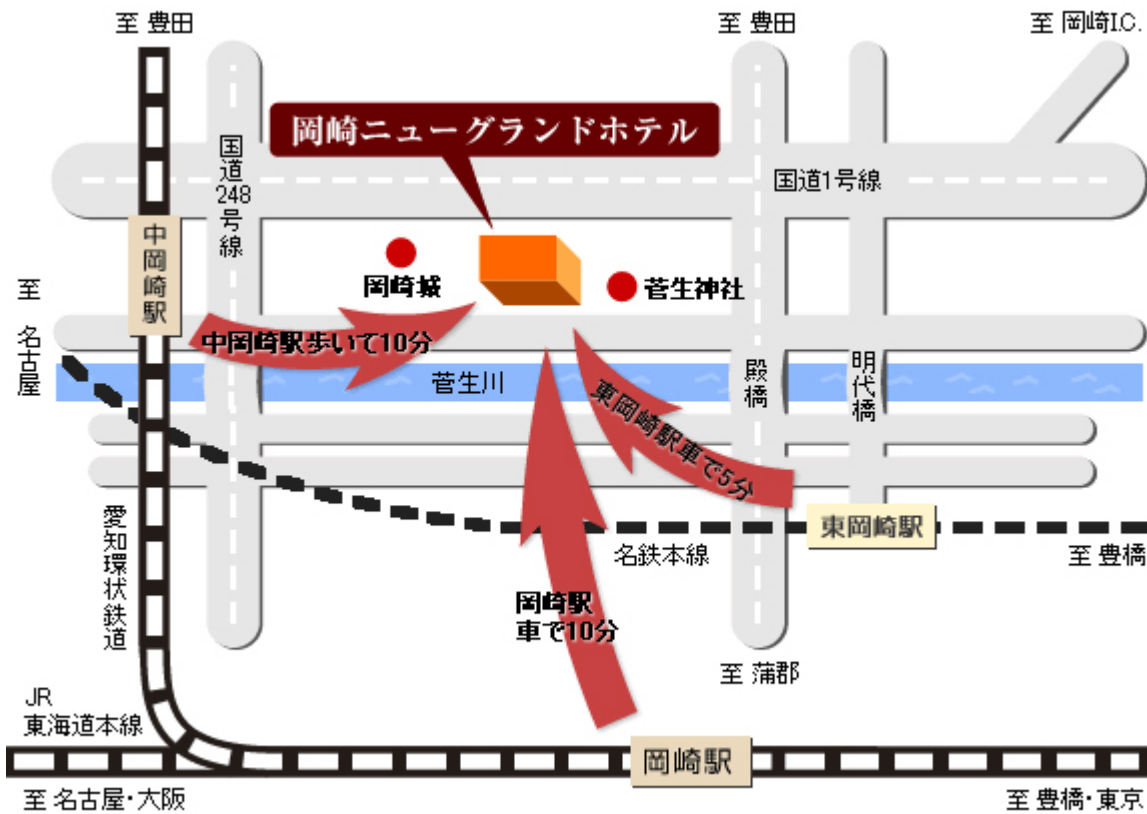 至 豊田
至 豊田
至 岡崎I.C.
岡崎ニューグランドホテル
国道248号線
国道1号線
中岡崎駅
岡崎城
菅生神社
至 名古屋
中岡崎駅歩いて10分
菅生川
殿橋
明代橋
東岡崎駅車で5分
東岡崎駅
名鉄本線
至 豊橋
愛知環状鉄道
岡崎駅
車で10分
至 蒲郡
JR
東海道本線
岡崎駅
至 名古屋・大阪
至 豊橋・東京